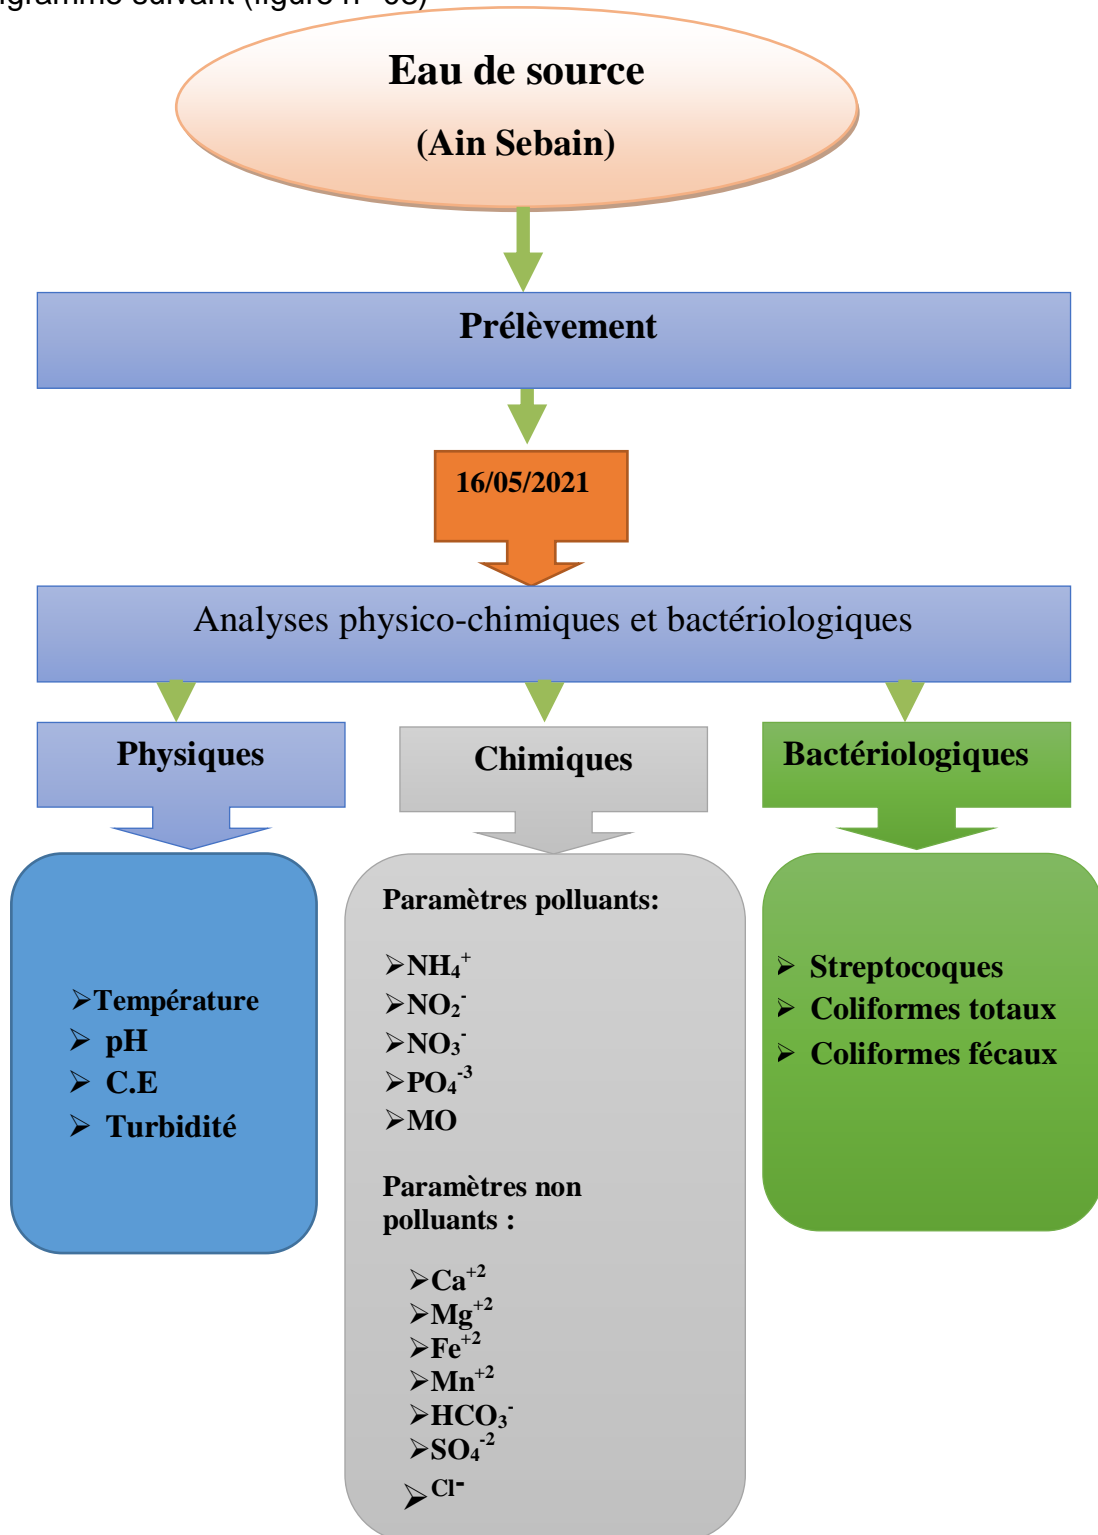 suivant (figure n°
Eau de source
(Ain Sebain)
Prélèvement
16/05/2021
Analyses physico-chimiques et bactériologiques
Physiques
➢Température
➢ pH
➢ C.E
➢ Turbidité
Chimiques
Paramètres polluants:
➢NH₄⁺
➢NO₂⁻
➢NO₃⁻
➢PO₄⁻³
➢MO
Paramètres non
polluants :
➢Ca⁺²
➢Mg⁺²
➢Fe⁺²
➢Mn⁺²
➢HCO₃⁻
➢SO₄⁻²
➢Cl⁻
Bactériologiques
➢ Streptocoques
➢ Coliformes totaux
➢ Coliformes fécaux